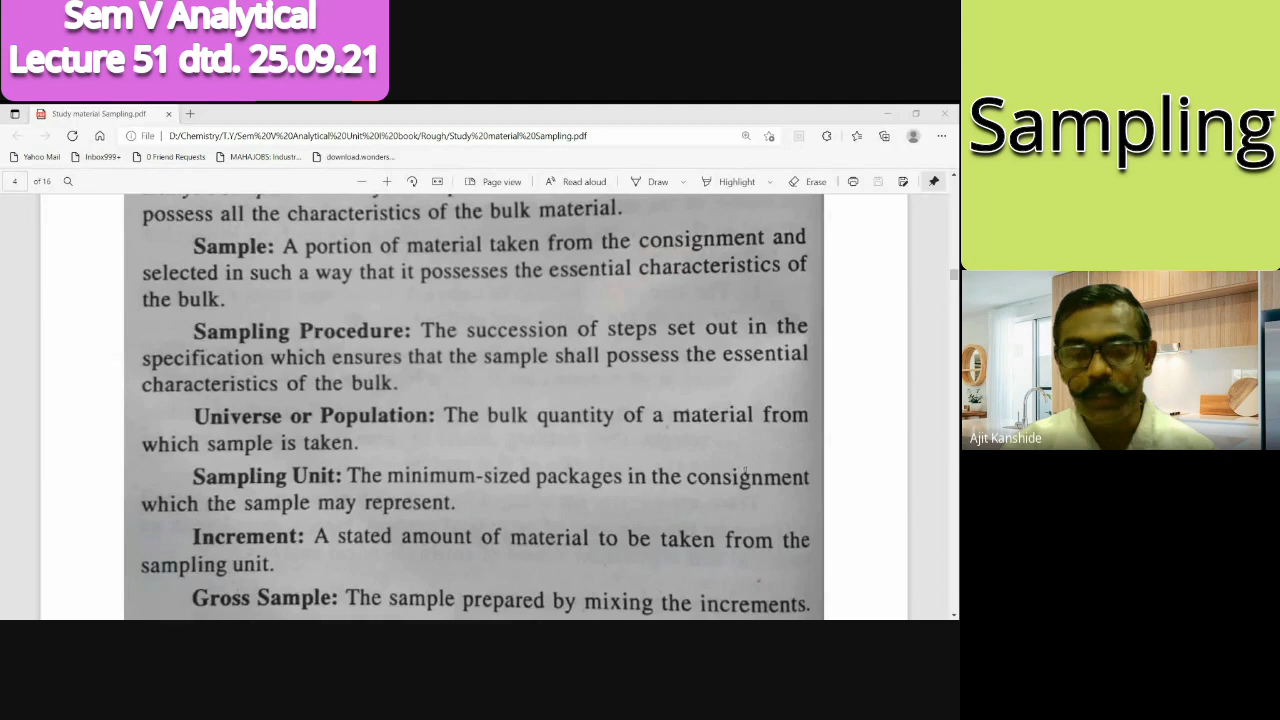 Sem V Analytical
Lecture 51 dtd. 25.09.21
Sampling
Study material Sampling.pdf
File | D:/Chemistry/T.Y/Sem%20V%20Analytical%20Unit%20I%20book/Rough/Study%20material%20Sampling.pdf
Yahoo Mail Inbox999+ 0 Friend Requests MAHAJOBS: Industr... download.wonders...
4 of 16 Page view Read aloud Draw Highlight Erase
possess all the characteristics of the bulk material.
Sample: A portion of material taken from the consignment and
selected in such a way that it possesses the essential characteristics of
the bulk.
Sampling Procedure: The succession of steps set out in the
specification which ensures that the sample shall possess the essential
characteristics of the bulk.
Universe or Population: The bulk quantity of a material from
which sample is taken.
Sampling Unit: The minimum-sized packages in the consignment
which the sample may represent.
Increment: A stated amount of material to be taken from the
sampling unit.
Gross Sample: The sample prepared by mixing the increments.
Ajit Kanshide